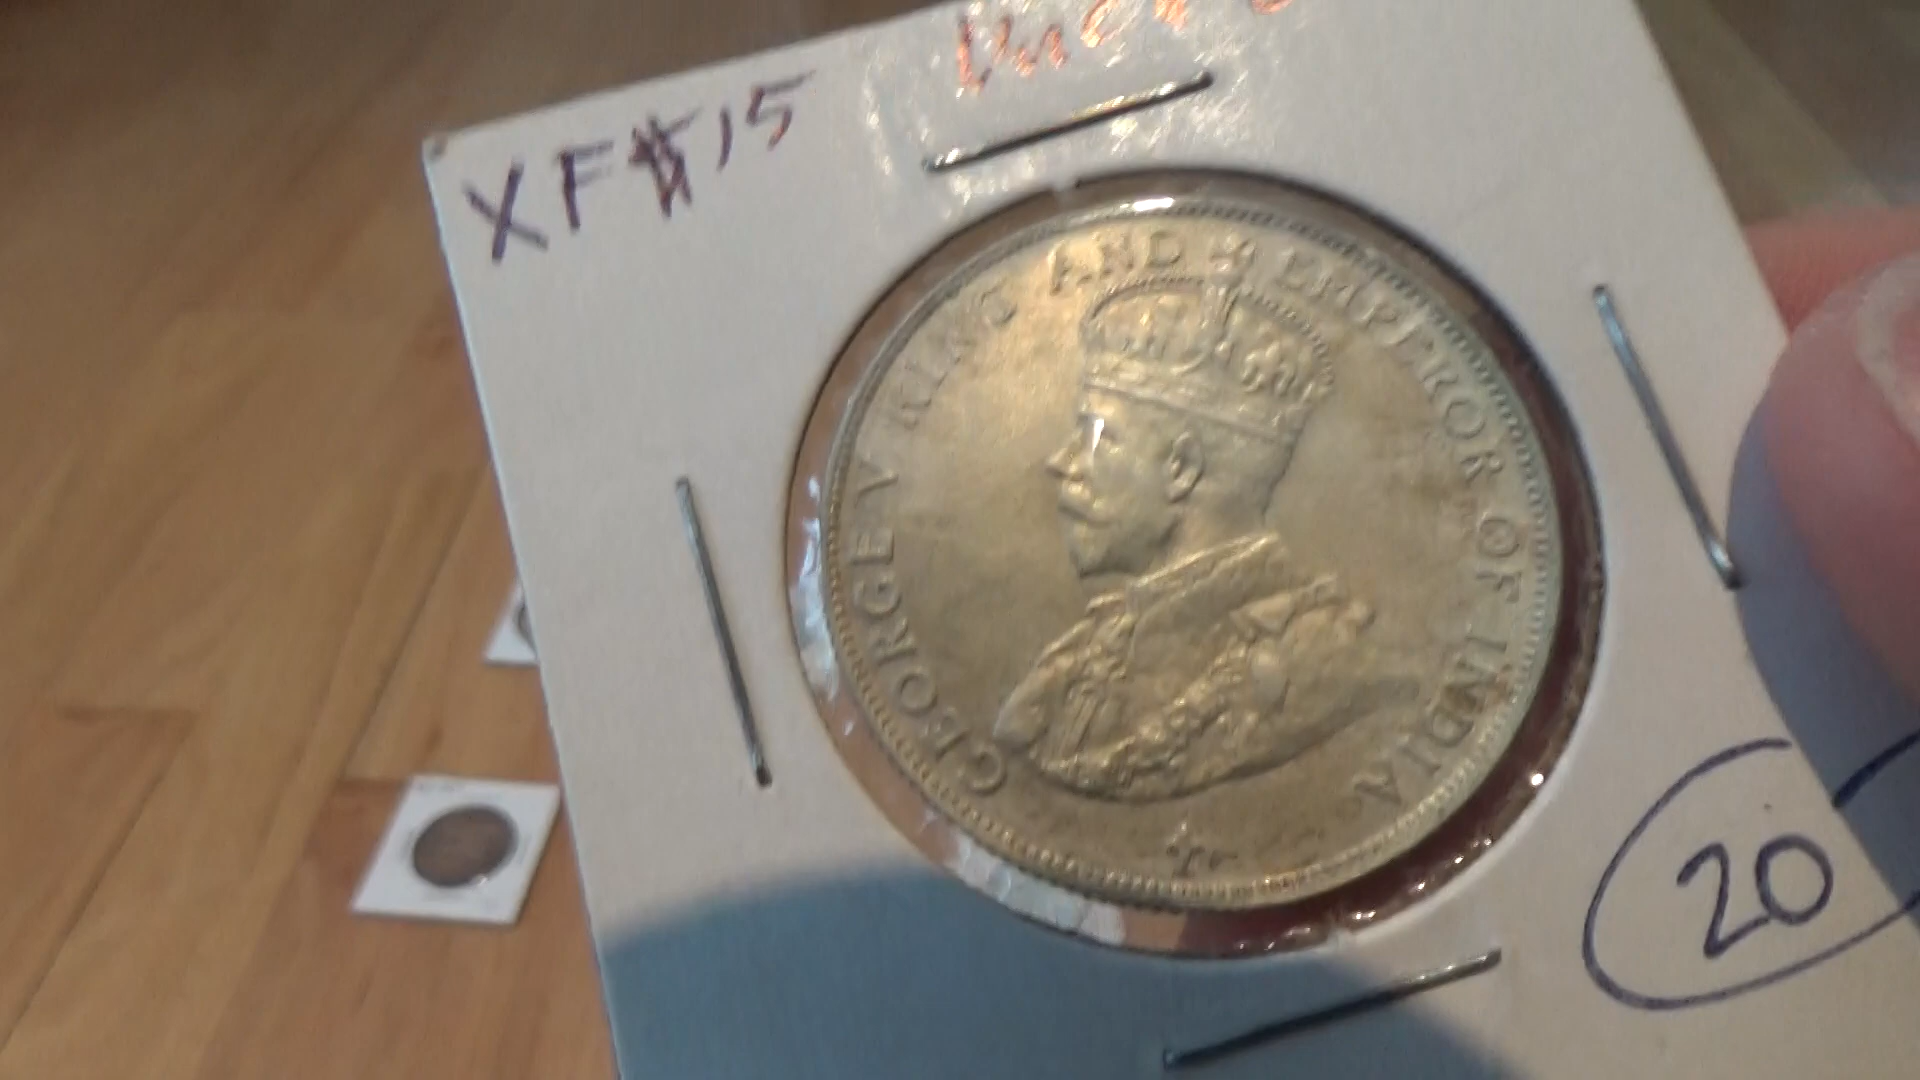 XF$15
GEORGE V KING AND EMPEROR OF INDIA.
20